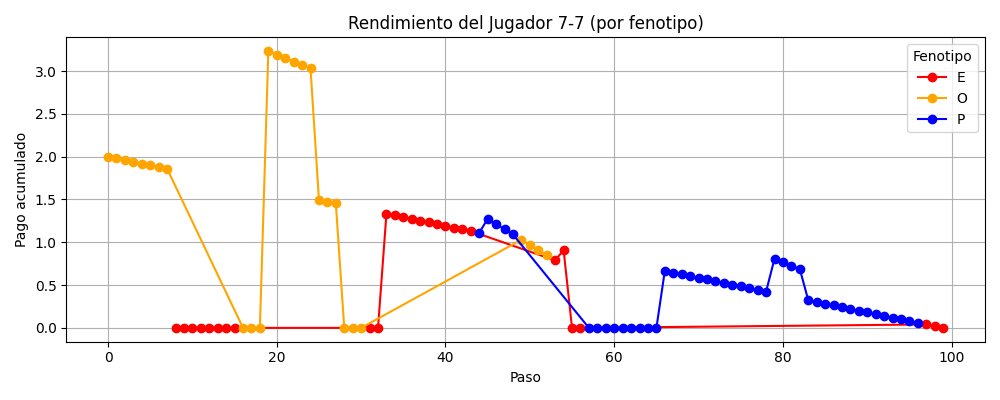 Rendimiento del Jugador 7-7 (por fenotipo)
Pago acumulado
3.0
2.5
2.0
1.5
1.0
0.5
0.0
Fenotipo
E
O
P
0 20 40 60 80 100
Paso